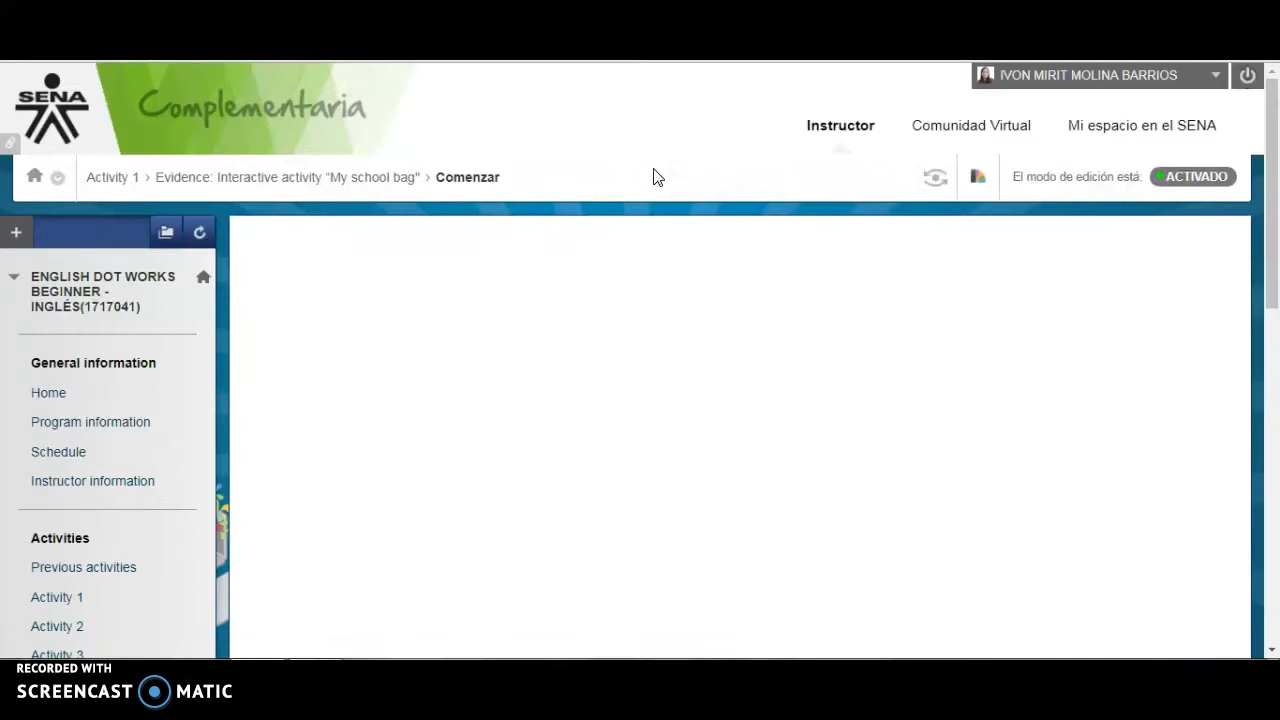 IVON MIRIT MOLINA BARRIOS
SENA
Complementaria
Instructor
Comunidad Virtual
Mi espacio en el SENA
Activity 1 › Evidence: Interactive activity “My school bag” › Comenzar
El modo de edición está:
ACTIVADO
ENGLISH DOT WORKS
BEGINNER -
INGLÉS(1717041)
General information
Home
Program information
Schedule
Instructor information
Activities
Previous activities
Activity 1
Activity 2
Activity 3
RECORDED WITH
SCREENCAST MATIC